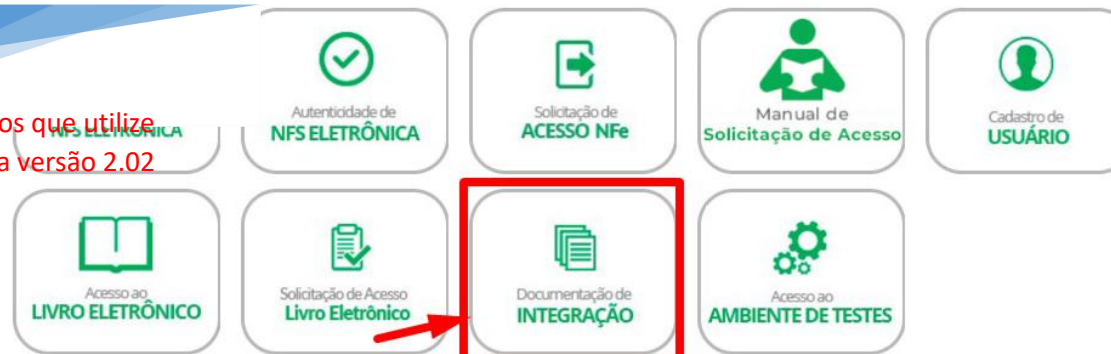 Autenticidade de
NFS ELETRÔNICA
Solicitação de
ACESSO NFe
Manual de
Solicitação de Acesso
Cadastro de
USUÁRIO
os que utilize
NFS ELETRÔNICA
a versão 2.02
Acesso ao
LIVRO ELETRÔNICO
Solicitação de Acesso
Livro Eletrônico
Documentação de
INTEGRAÇÃO
Acesso ao
AMBIENTE DE TESTES